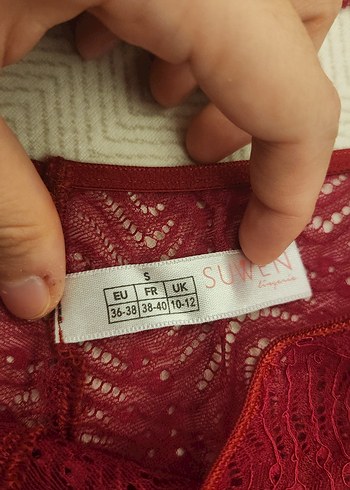 S
EU FR UK
36-38 38-40 10-12
SUWEN
Lingerie